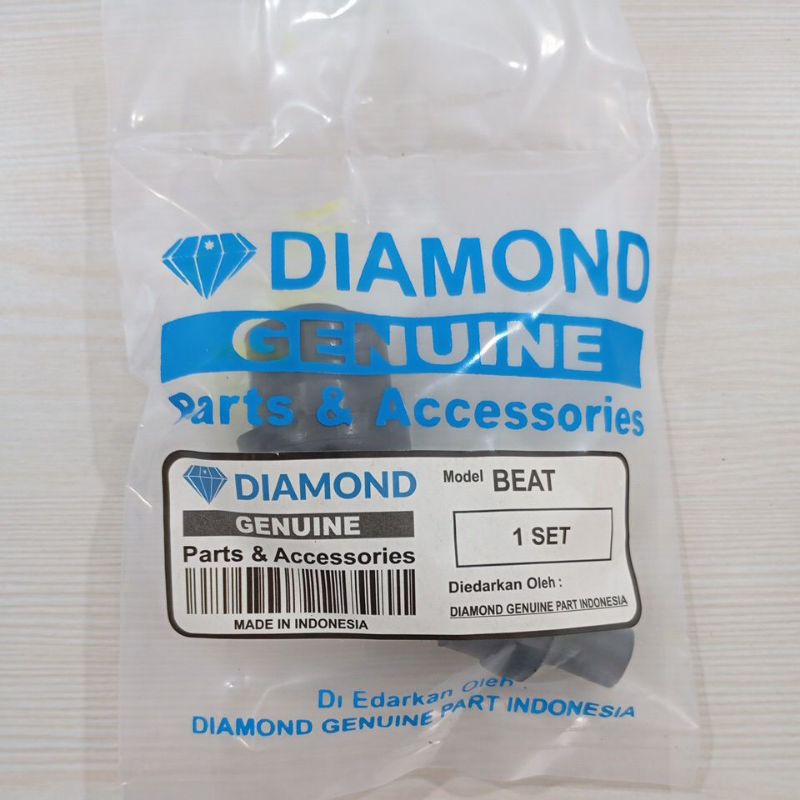 DIAMOND
GENUINE
Parts & Accessories
DIAMOND
GENUINE
Parts & Accessories
MADE IN INDONESIA
Model BEAT
1 SET
Diedarkan Oleh :
DIAMOND GENUINE PART INDONESIA
Di Edarkan Oleh :
DIAMOND GENUINE PART INDONESIA